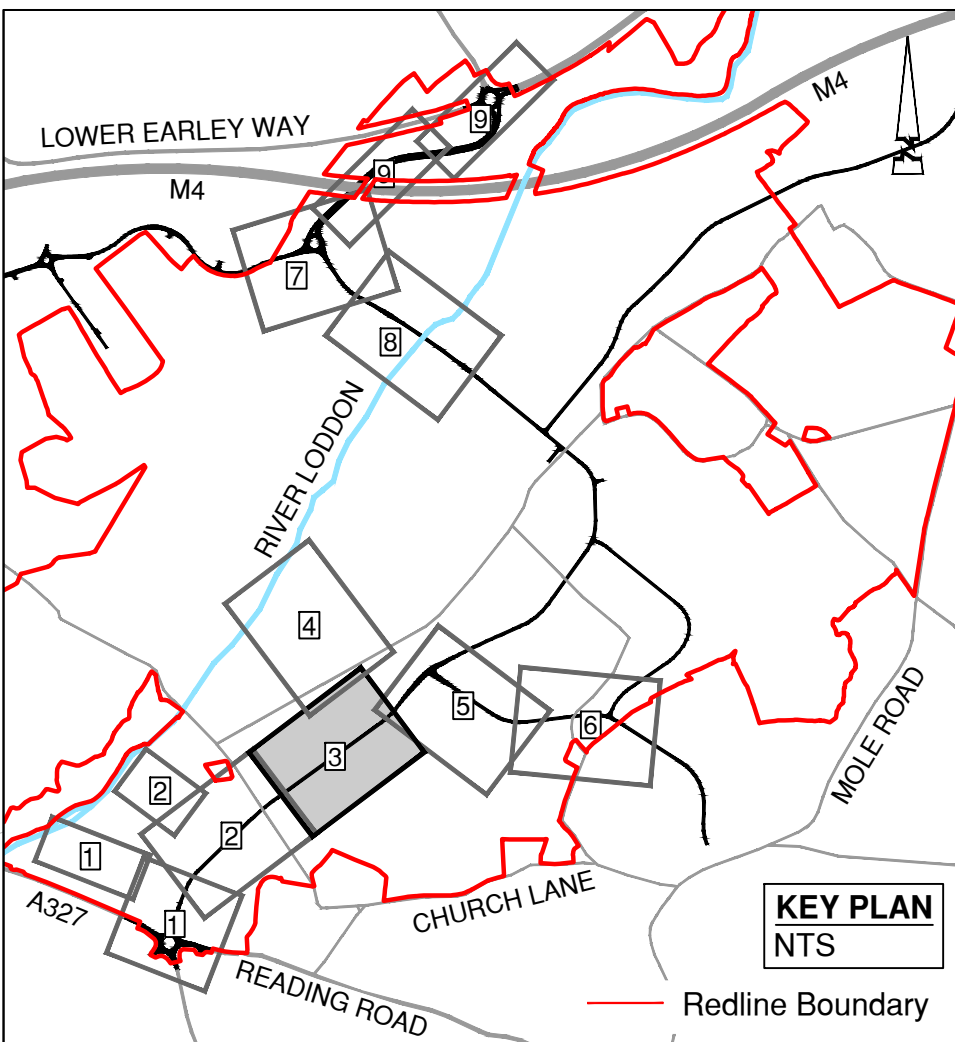 M4
LOWER EARLEY WAY
9
M4
9
7
8
RIVER LODDON
4
5
6
3
MOLE ROAD
2
2
1
CHURCH LANE
A327
1
KEY PLAN
NTS
READING ROAD
Redline Boundary
N